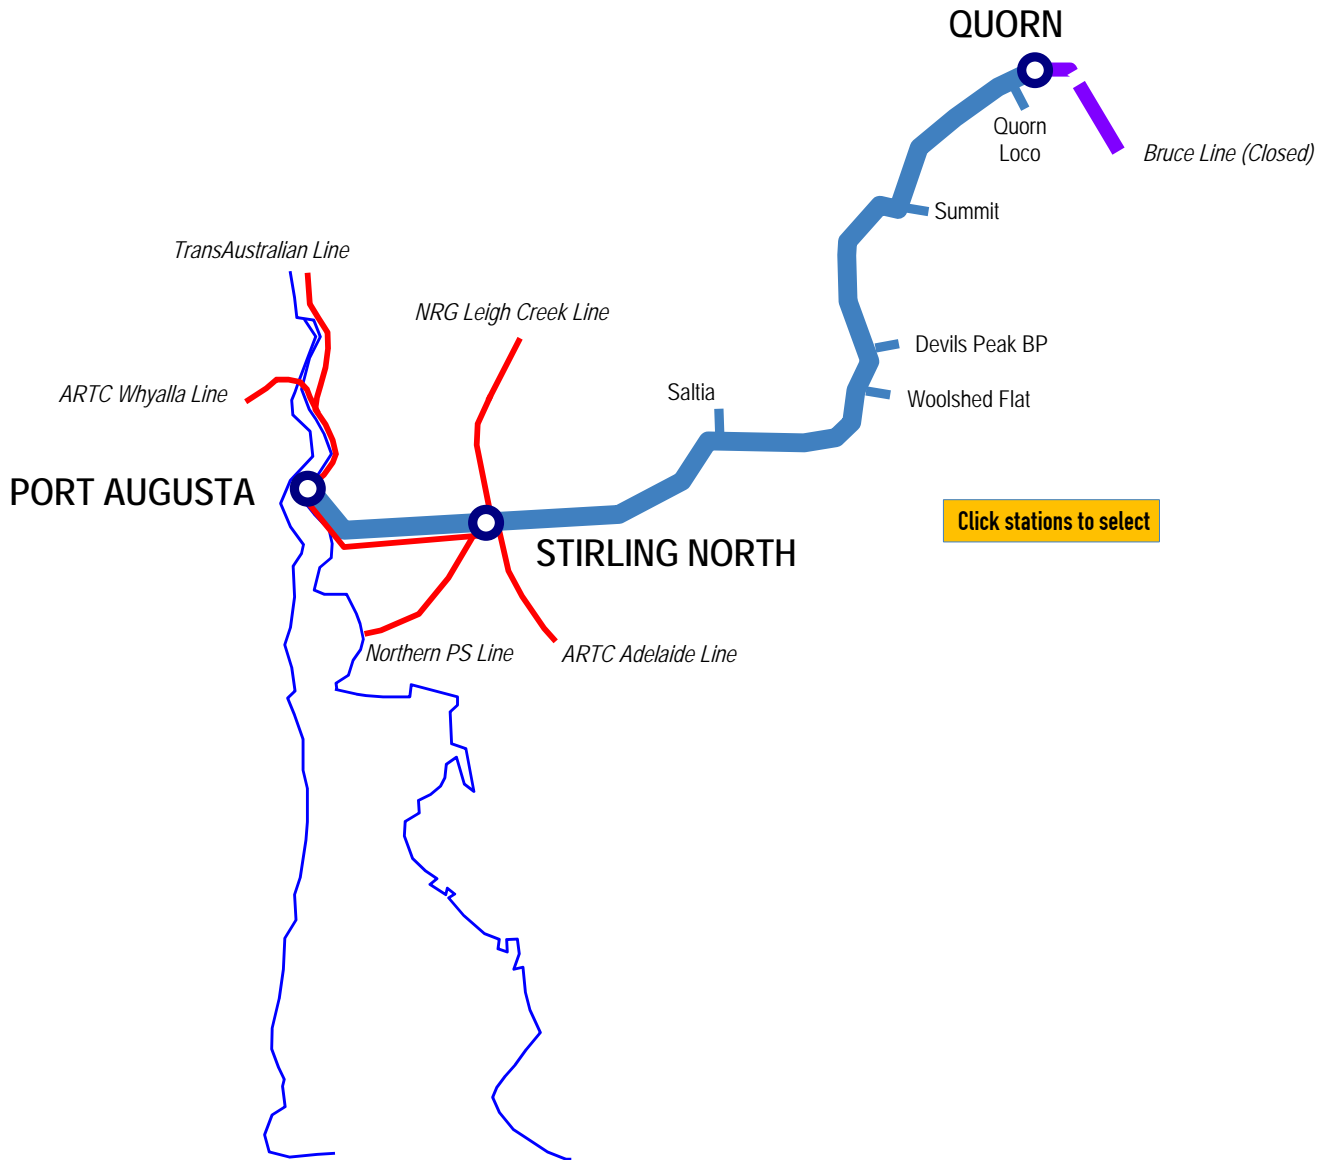 QUORN
Quorn
Loco
Bruce Line (Closed)
Summit
TransAustralian Line
NRG Leigh Creek Line
Devils Peak BP
ARTC Whyalla Line
Saltia
Woolshed Flat
PORT AUGUSTA
Click stations to select
STIRLING NORTH
Northern PS Line
ARTC Adelaide Line